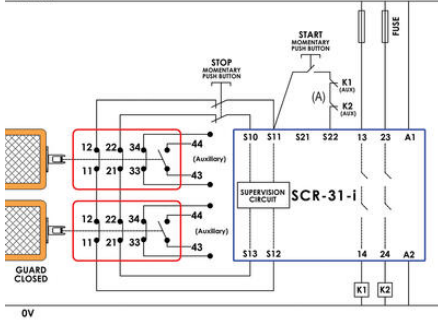 START
MOMENTARY
PUSH BUTTON
FUSE
STOP
MOMENTARY
PUSH BUTTON
K1
(AUX)
(A)
K2
(AUX)
12 22 34
44
(Auxiliary)
11 21 33
43
S10 S11 S21 S22 13 23 A1
SUPERVISION
CIRCUIT
SCR-31-i
12 22 34
44
(Auxiliary)
11 21 33
43
S13 S12 14 24 A2
GUARD
CLOSED
K1 K2
0V